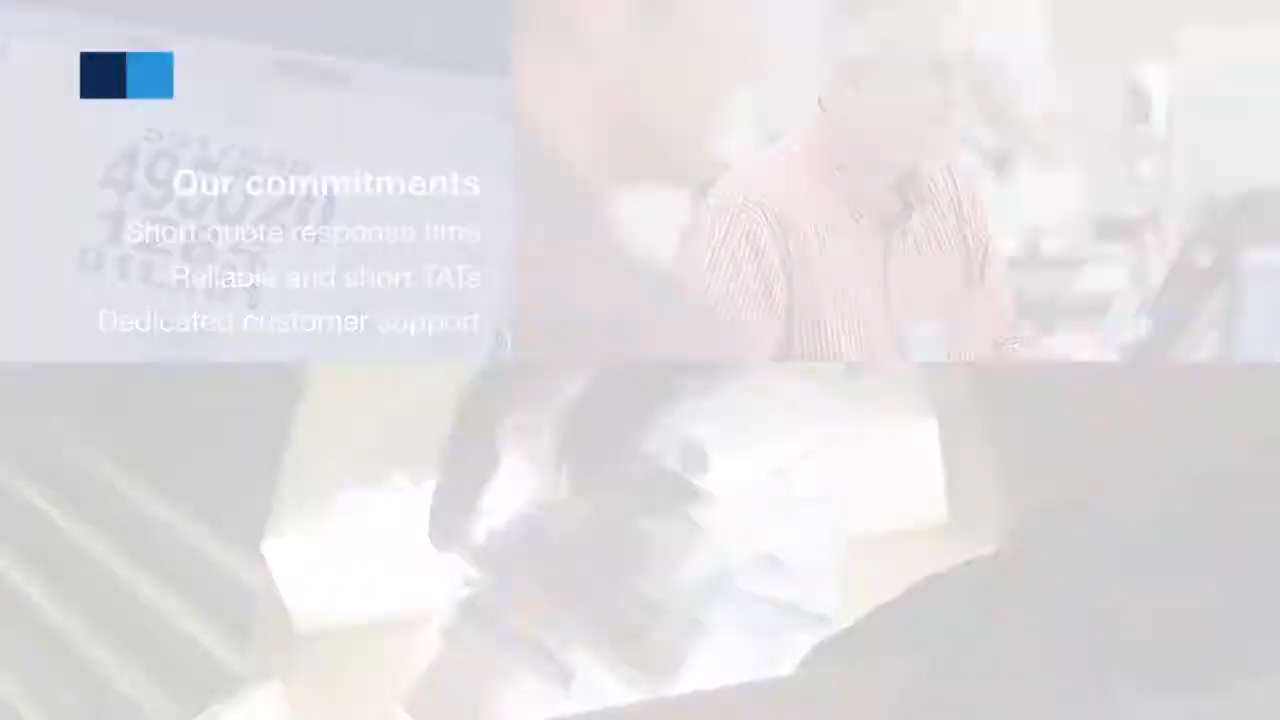 Our commitments
Short quote response time
Reliable and short TATs
Dedicated customer support